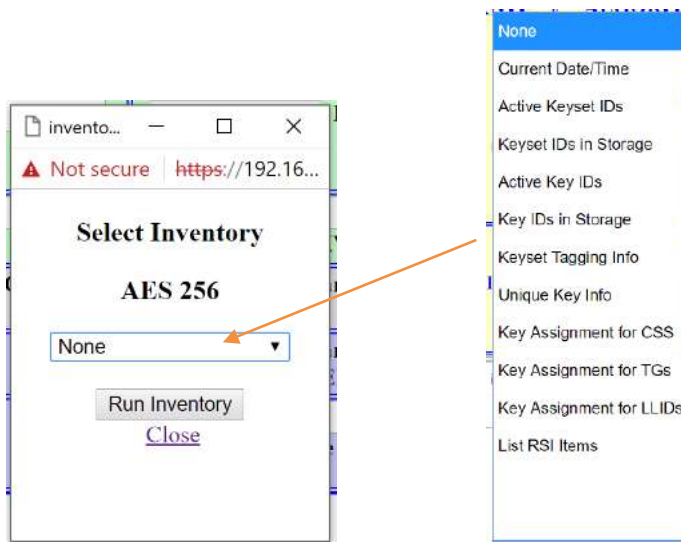 invento...
Not secure https://192.16...
Select Inventory
AES 256
None
Run Inventory
Close
None
Current Date/Time
Active Keyset IDs
Keyset IDs in Storage
Active Key IDs
Key IDs in Storage
Keyset Tagging Info
Unique Key Info
Key Assignment for CSS
Key Assignment for TGs
Key Assignment for LLIDs
List RSI Items